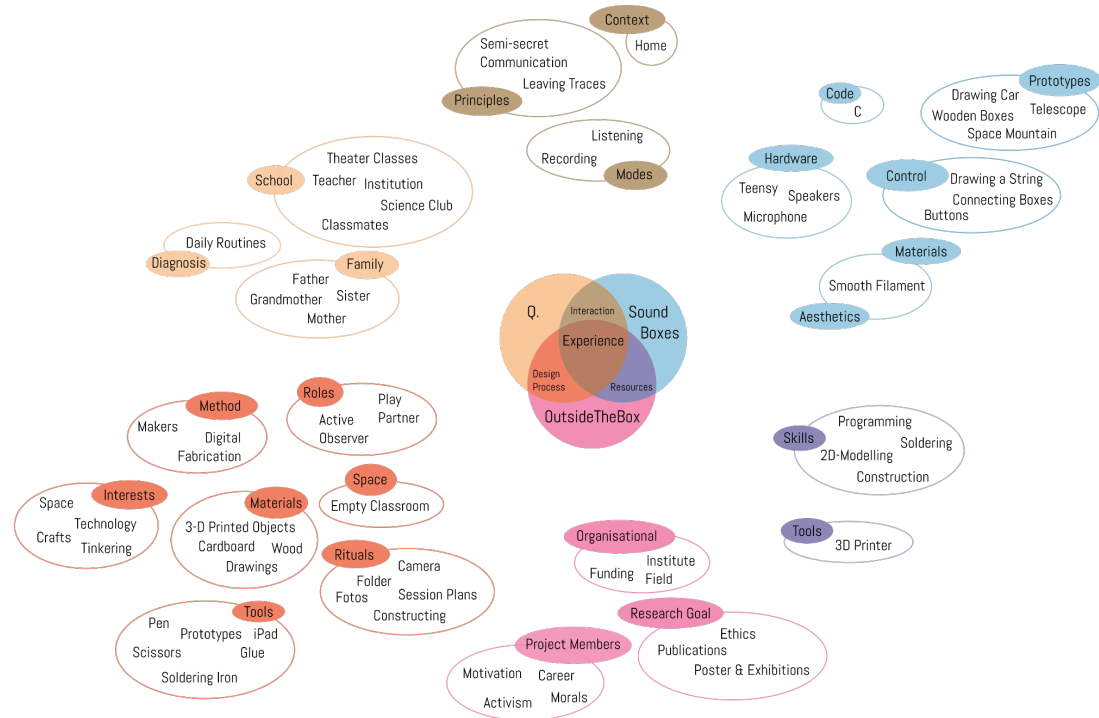 Context
Home
Semi-secret
Communication
Leaving Traces
Principles
Listening
Recording
Modes
Code
C
Prototypes
Drawing Car
Telescope
Wooden Boxes
Space Mountain
Hardware
Teensy
Speakers
Microphone
Control
Drawing a String
Connecting Boxes
Buttons
Materials
Smooth Filament
Aesthetics
School
Theater Classes
Teacher
Institution
Science Club
Classmates
Daily Routines
Diagnosis
Family
Father
Grandmother
Sister
Mother
Q.
Interaction
Sound
Boxes
Experience
Design
Process
Resources
OutsideTheBox
Method
Makers
Digital
Fabrication
Roles
Play
Partner
Active
Observer
Interests
Space
Technology
Crafts
Tinkering
Materials
3-D Printed Objects
Cardboard
Wood
Drawings
Space
Empty Classroom
Rituals
Camera
Folder
Fotos
Session Plans
Constructing
Tools
Pen
Prototypes
iPad
Scissors
Glue
Soldering Iron
Skills
Programming
Soldering
2D-Modelling
Construction
Tools
3D Printer
Organisational
Institute
Funding
Field
Research Goal
Ethics
Publications
Poster & Exhibitions
Project Members
Motivation
Career
Activism
Morals